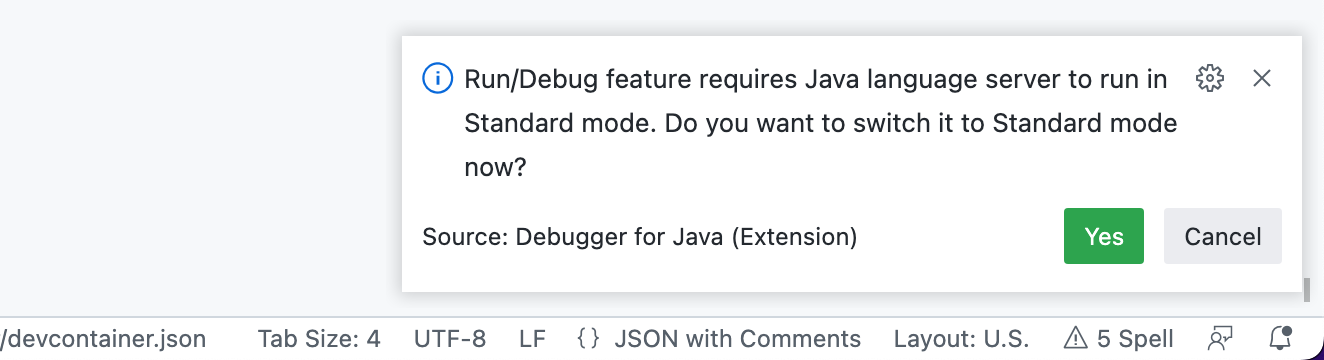 Run/Debug feature requires Java language server to run in
Standard mode. Do you want to switch it to Standard mode
now?
Source: Debugger for Java (Extension)
Yes
Cancel
/devcontainer.json
Tab Size: 4
UTF-8
LF
{} JSON with Comments
Layout: U.S.
5 Spell